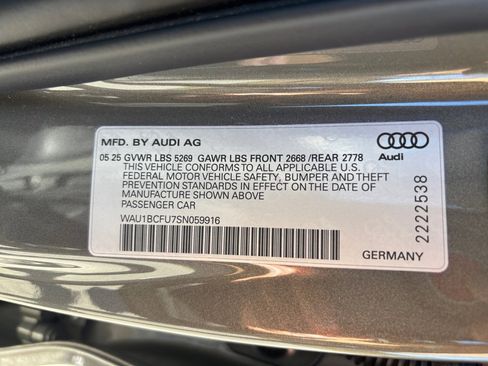 MFD. BY AUDI AG
05 25 GVWR LBS 5269 GAWR LBS FRONT 2668 /REAR 2778
THIS VEHICLE CONFORMS TO ALL APPLICABLE U.S.
FEDERAL MOTOR VEHICLE SAFETY, BUMPER AND THEFT
PREVENTION STANDARDS IN EFFECT ON THE DATE OF
MANUFACTURE SHOWN ABOVE
PASSENGER CAR
WAU1BCFU7SN059916
Audi
2222538
GERMANY